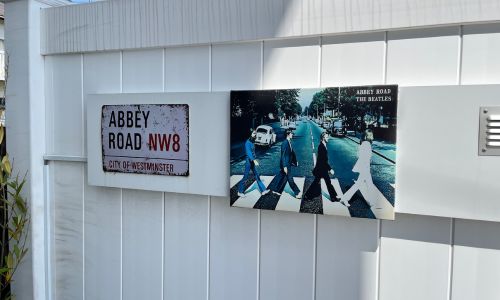 ABBEY
ROAD NW8
CITY OF WESTMINSTER
ABBEY ROAD
THE BEATLES